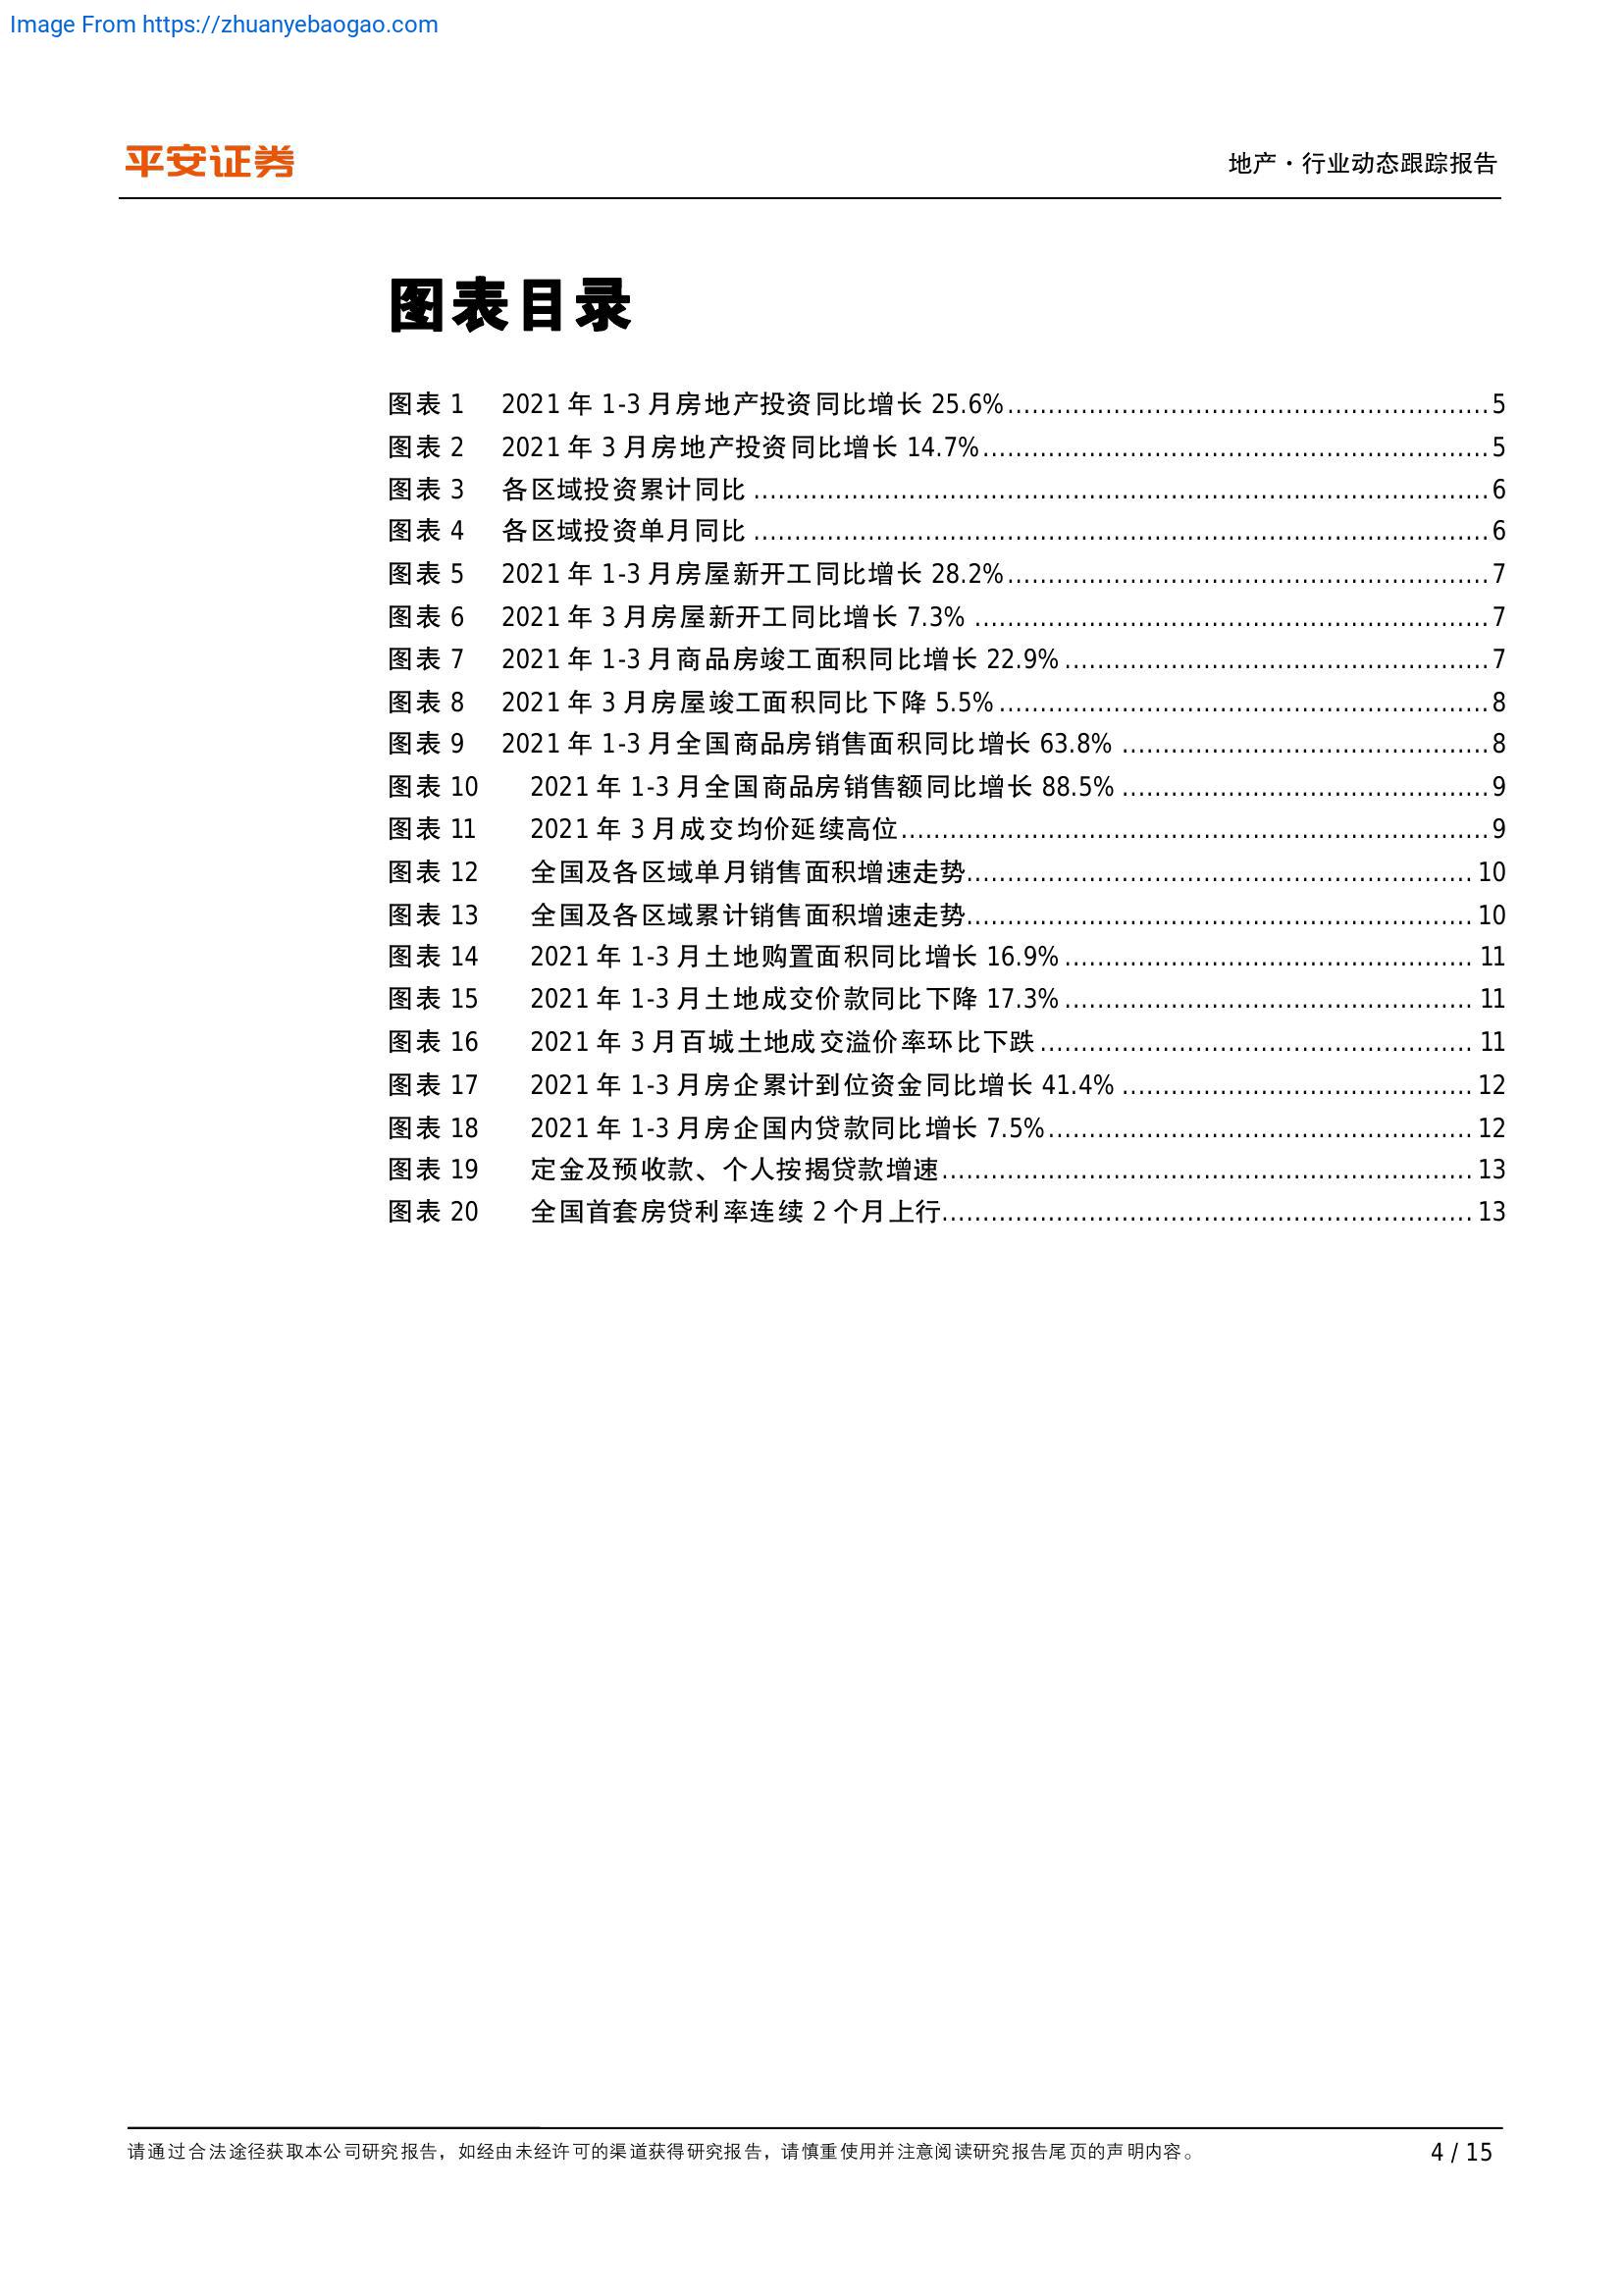 Image From https://zhuanyebaogao.com
平安证券
地产·行业动态跟踪报告
图表目录
图表 1 2021 年 1-3 月房地产投资同比增长 25.6% 5
图表 2 2021 年 3 月房地产投资同比增长 14.7% 5
图表 3 各区域投资累计同比 6
图表 4 各区域投资单月同比 6
图表 5 2021 年 1-3 月房屋新开工同比增长 28.2% 7
图表 6 2021 年 3 月房屋新开工同比增长 7.3% 7
图表 7 2021 年 1-3 月商品房竣工面积同比增长 22.9% 7
图表 8 2021 年 3 月房屋竣工面积同比下降 5.5% 8
图表 9 2021 年 1-3 月全国商品房销售面积同比增长 63.8% 8
图表 10 2021 年 1-3 月全国商品房销售额同比增长 88.5% 9
图表 11 2021 年 3 月成交均价延续高位 9
图表 12 全国及各区域单月销售面积增速走势 10
图表 13 全国及各区域累计销售面积增速走势 10
图表 14 2021 年 1-3 月土地购置面积同比增长 16.9% 11
图表 15 2021 年 1-3 月土地成交价款同比下降 17.3% 11
图表 16 2021 年 3 月百城土地成交溢价率环比下跌 11
图表 17 2021 年 1-3 月房企累计到位资金同比增长 41.4% 12
图表 18 2021 年 1-3 月房企国内贷款同比增长 7.5% 12
图表 19 定金及预收款、个人按揭贷款增速 13
图表 20 全国首套房贷利率连续 2 个月上行 13
请通过合法途径获取本公司研究报告，如经由未经许可的渠道获得研究报告，请慎重使用并注意阅读研究报告尾页的声明内容。
4 / 15